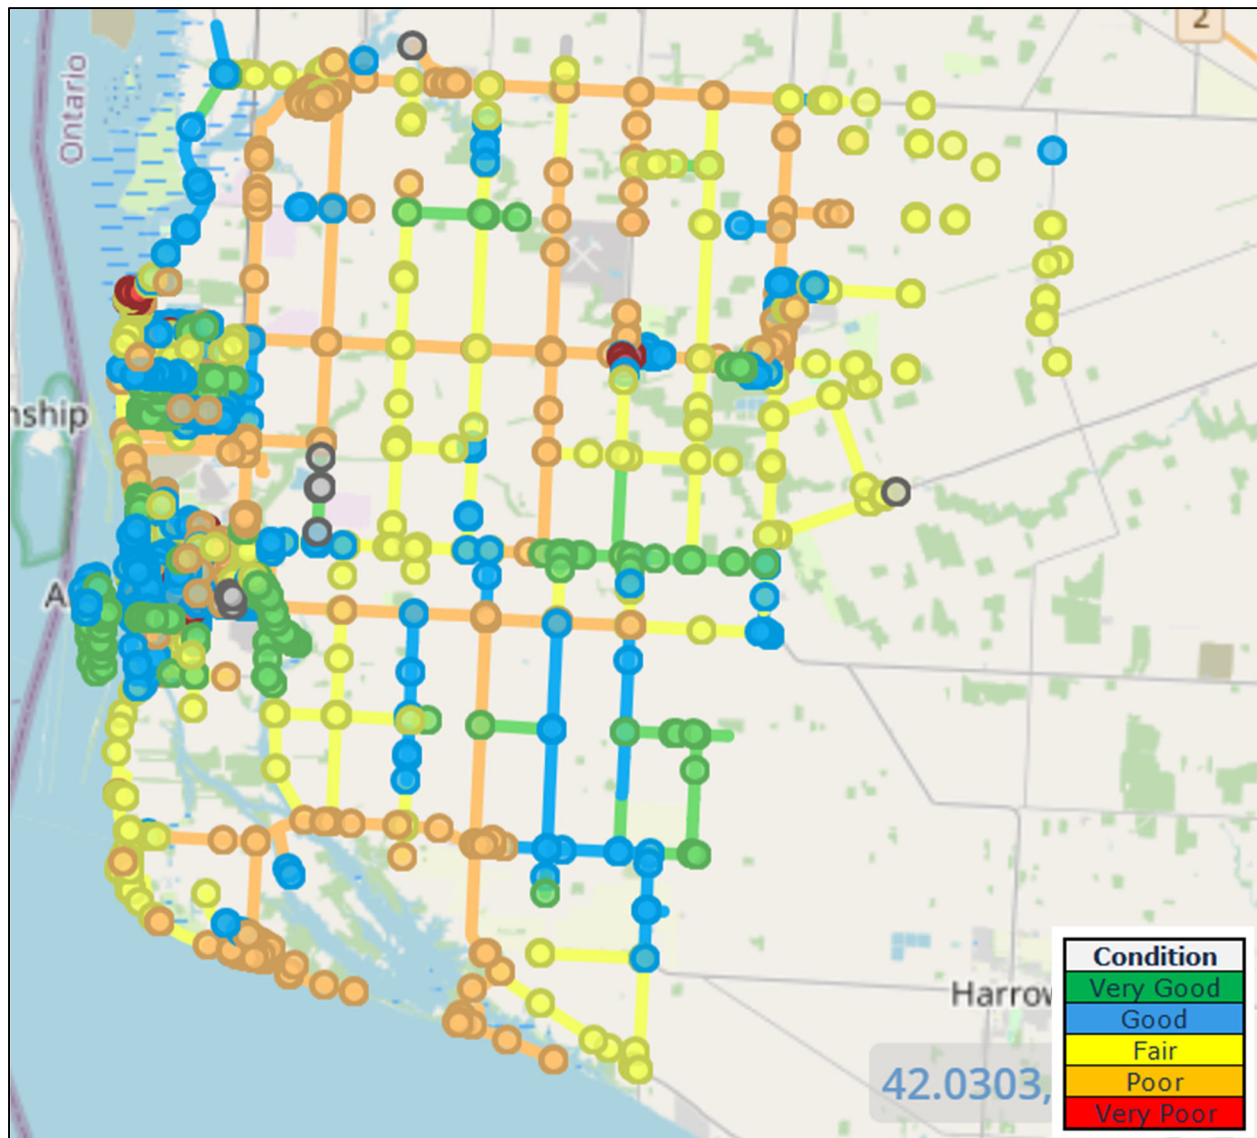 2
Ontario
nship
A
Condition
Very Good
Good
Fair
Poor
Very Poor
Harrow
42.0303,